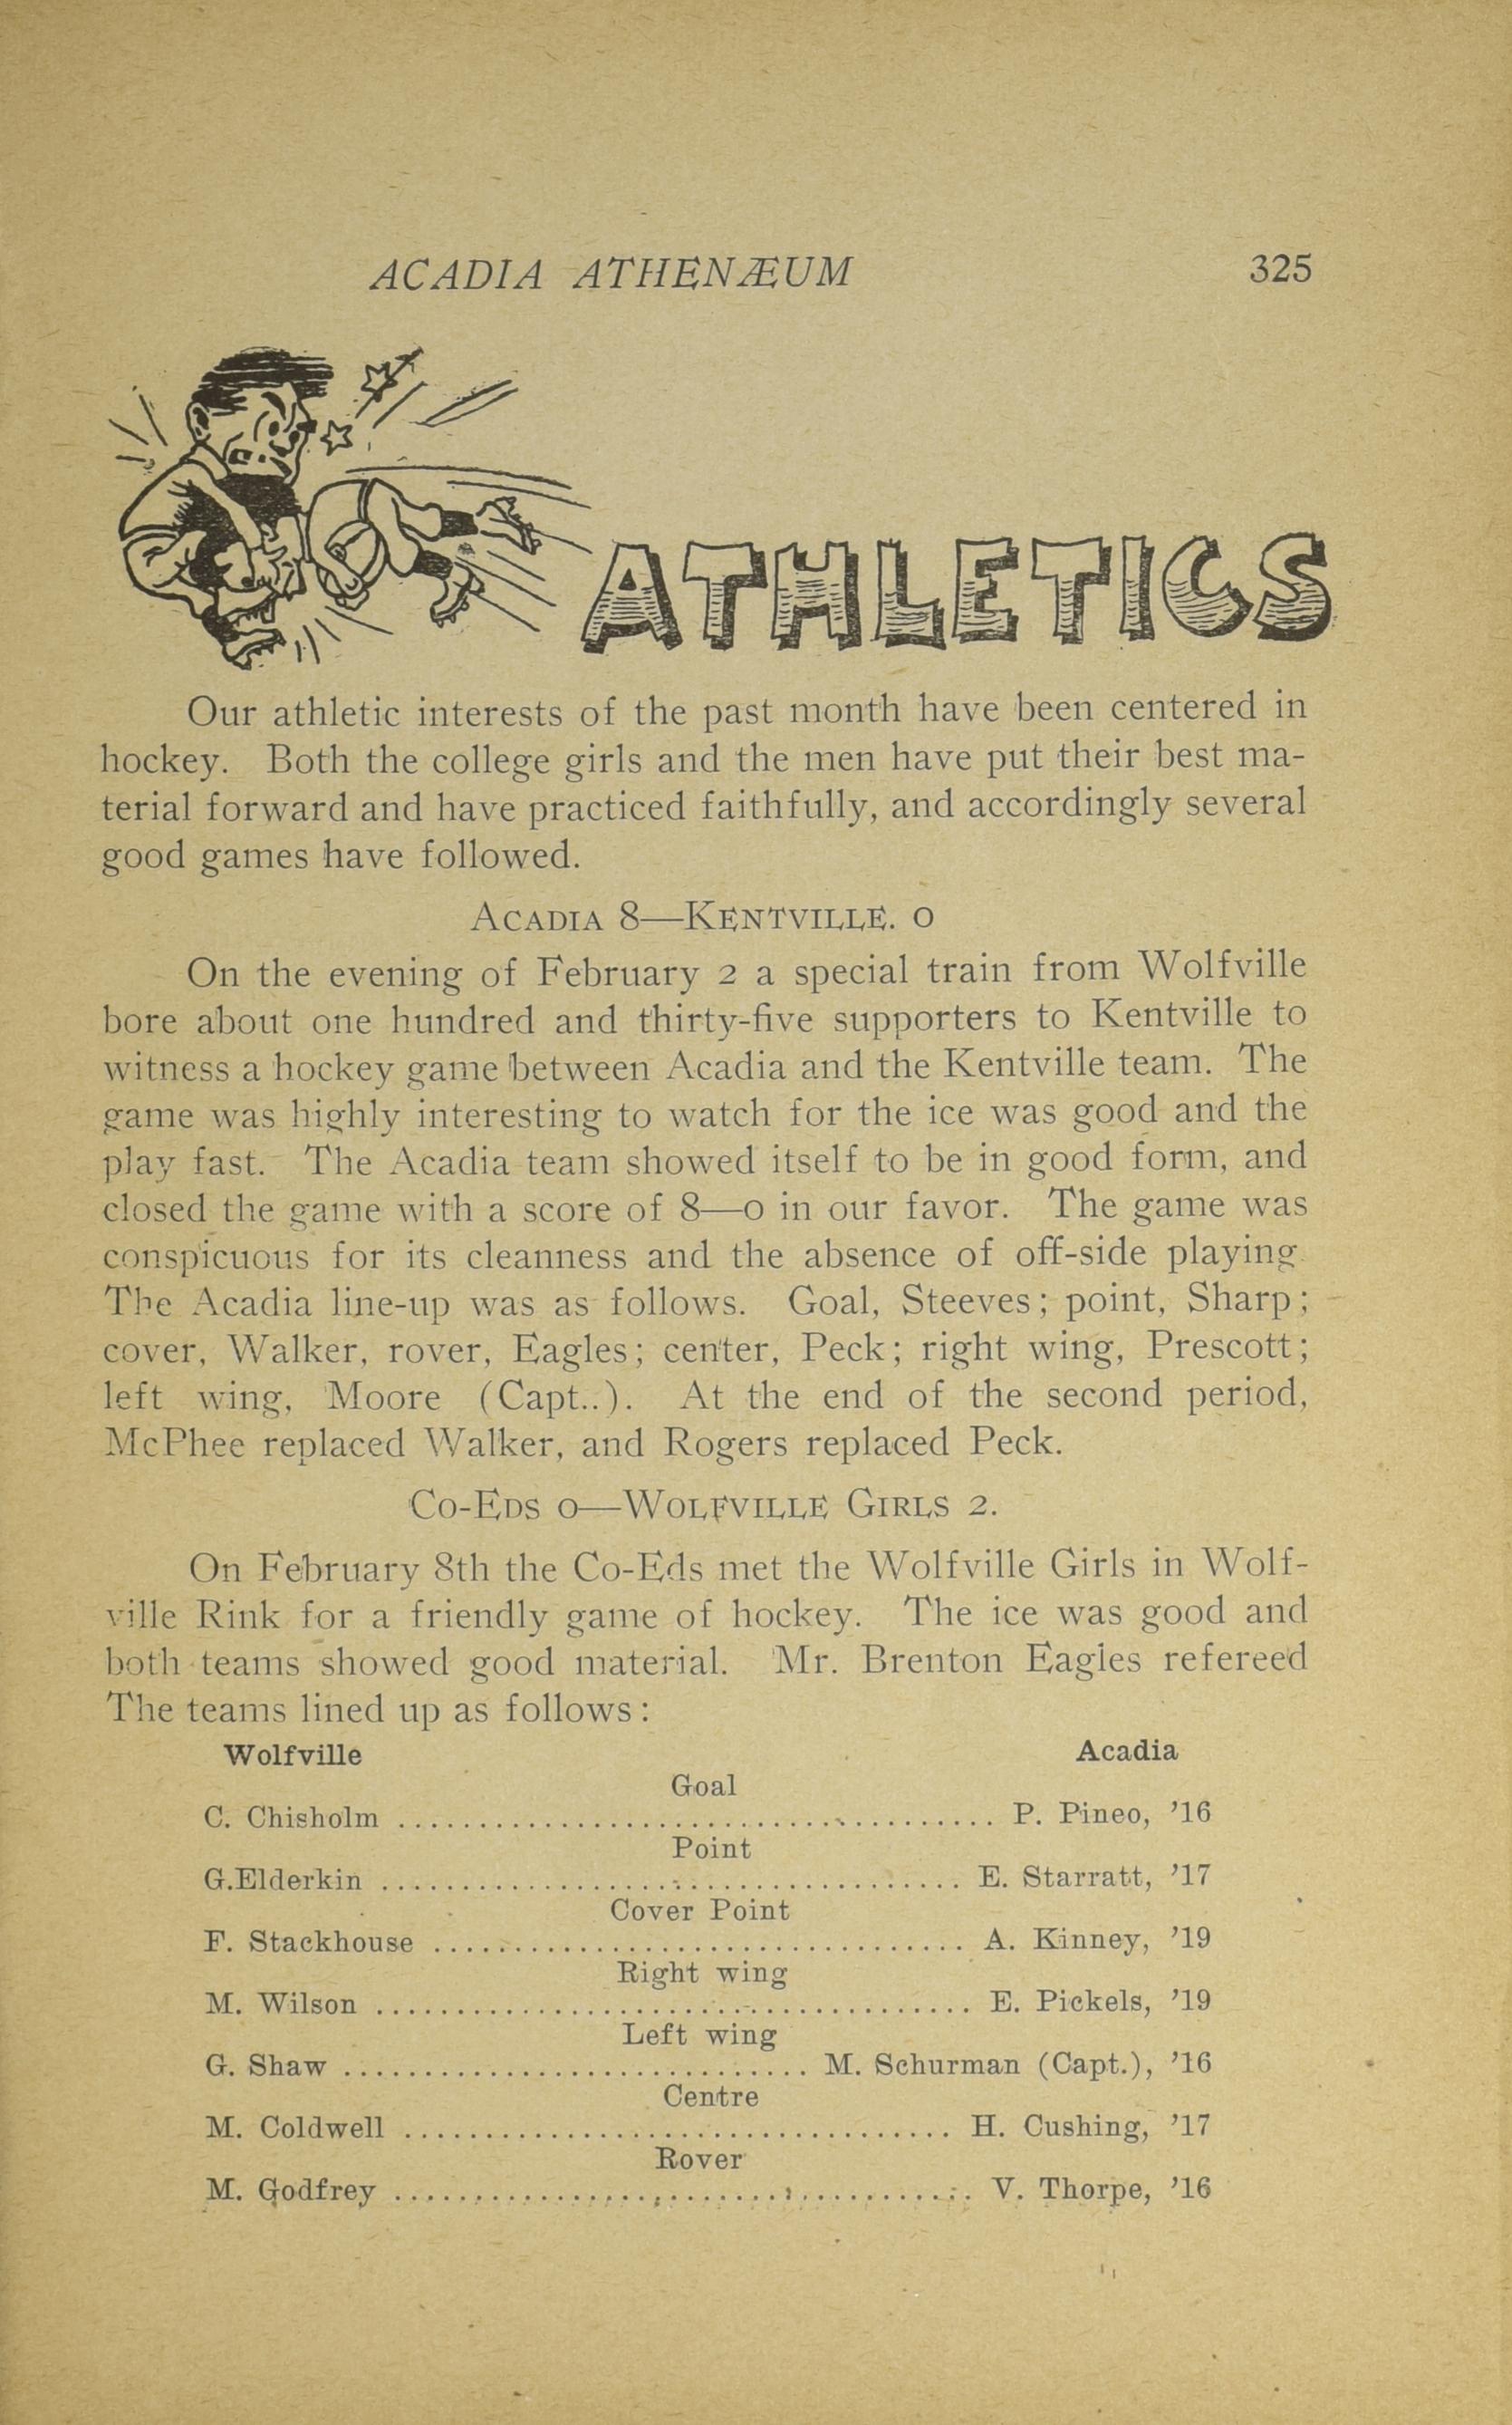 ACADIA ATHENÆUM 325
ATHLETICS
Our athletic interests of the past month have been centered in
hockey. Both the college girls and the men have put their best ma-
terial forward and have practiced faithfully, and accordingly several
good games have followed.
ACADIA 8—KENTVILLE. 0
On the evening of February 2 a special train from Wolfville
bore about one hundred and thirty-five supporters to Kentville to
witness a hockey game between Acadia and the Kentville team. The
game was highly interesting to watch for the ice was good and the
play fast. The Acadia team showed itself to be in good form, and
closed the game with a score of 8—0 in our favor. The game was
conspicuous for its cleanness and the absence of off-side playing
The Acadia line-up was as follows. Goal, Steeves; point, Sharp;
cover, Walker, rover, Eagles; center, Peck; right wing, Prescott;
left wing, Moore (Capt..). At the end of the second period,
McPhee replaced Walker, and Rogers replaced Peck.
CO-EDS 0—WOLFVILLE GIRLS 2.
On February 8th the Co-Eds met the Wolfville Girls in Wolf-
ville Rink for a friendly game of hockey. The ice was good and
both teams showed good material. Mr. Brenton Eagles refereed
The teams lined up as follows:
Wolfville Acadia
Goal
C. Chisholm ..................................... P. Pineo, '16
Point
G.Elderkin .................................... E. Starratt, '17
Cover Point
F. Stackhouse ................................. A. Kinney, '19
Right wing
M. Wilson ..................................... E. Pickels, '19
Left wing
G. Shaw ............................. M. Schurman (Capt.), '16
Centre
M. Coldwell .................................. H. Cushing, '17
Rover
M. Godfrey .................................... V. Thorpe, '16